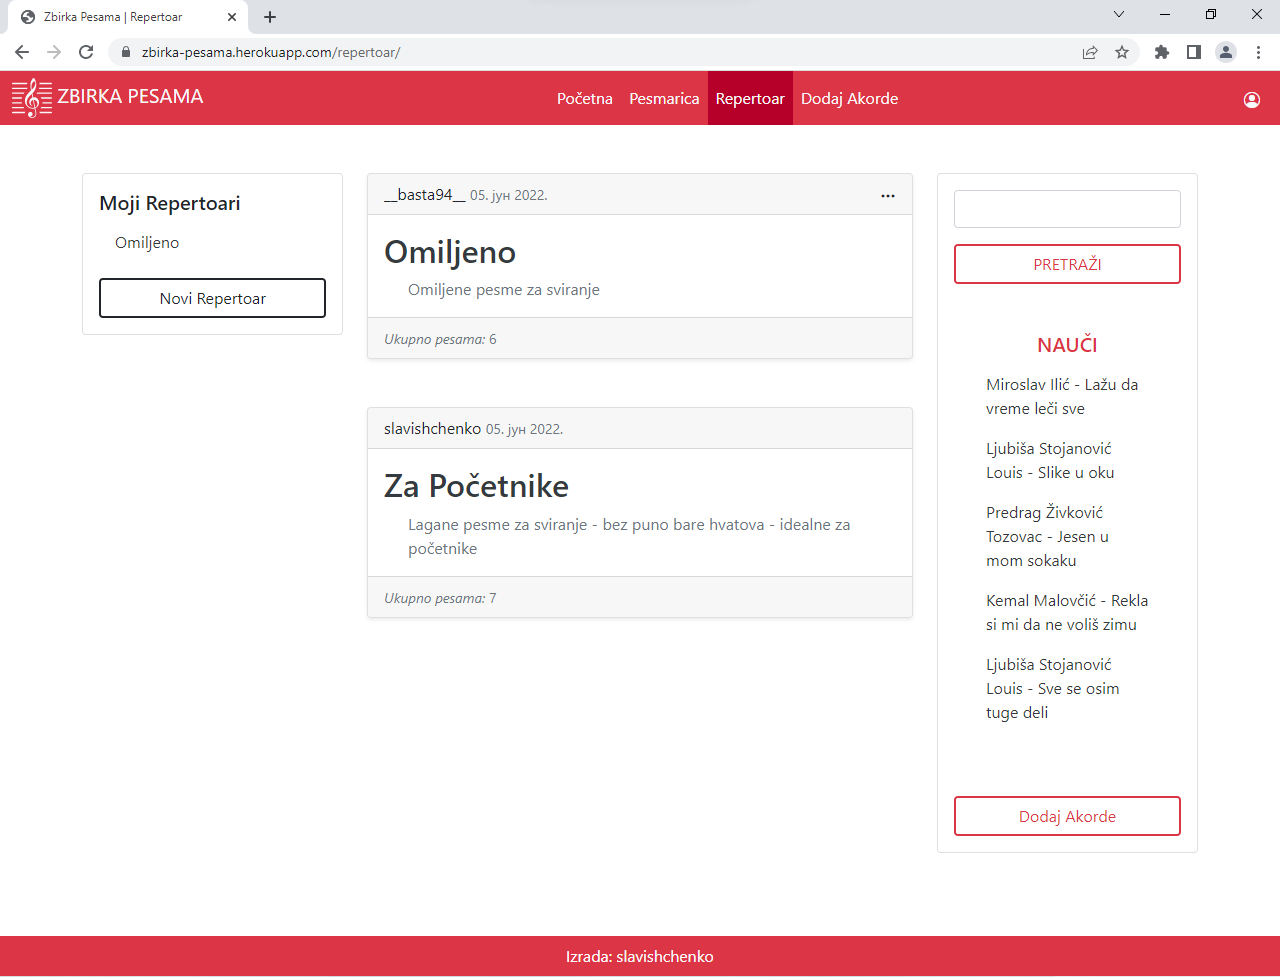 Zbirka Pesama | Repertoar
zbirka-pesama.herokuapp.com/repertoar/
ZBIRKA PESAMA
Početna
Pesmarica
Repertoar
Dodaj Akorde
Moji Repertoari
Omiljeno
Novi Repertoar
__basta94__ 05. јун 2022.
Omiljeno
Omiljene pesme za sviranje
Ukupno pesama: 6
slavishchenko 05. јун 2022.
Za Početnike
Lagane pesme za sviranje - bez puno bare hvatova - idealne za
početnike
Ukupno pesama: 7
PRETRAŽI
NAUČI
Miroslav Ilić - Lažu da
vreme leči sve
Ljubiša Stojanović
Louis - Slike u oku
Predrag Živković
Tozovac - Jesen u
mom sokaku
Kemal Malovčić - Rekla
si mi da ne voliš zimu
Ljubiša Stojanović
Louis - Sve se osim
tuge deli
Dodaj Akorde
Izrada: slavishchenko